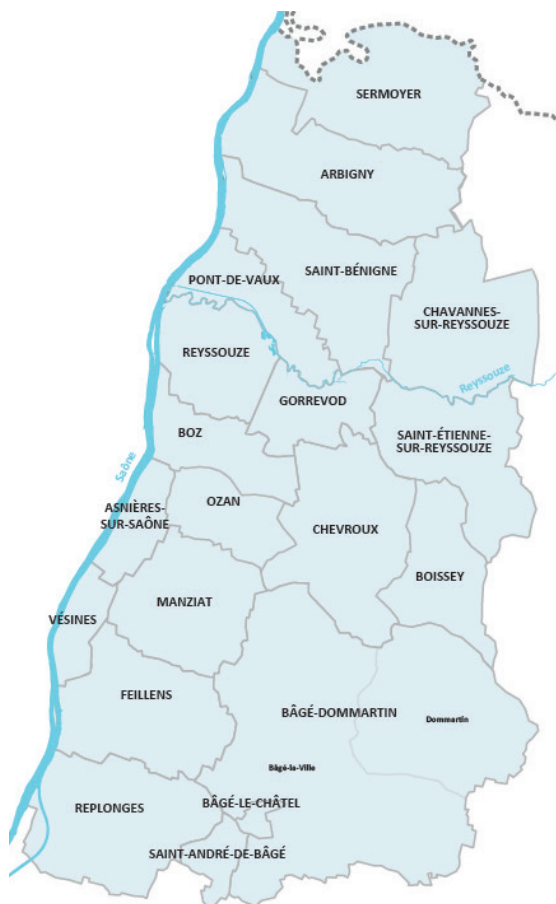 SERMOYER
ARBIGNY
SAINT-BÉNIGNE
PONT-DE-VAUX
CHAVANNES-
SUR-REYSSOUZE
REYSSOUZE
Reyssouze
GORREVOD
BOZ
SAINT-ÉTIENNE-
SUR-REYSSOUZE
Saône
OZAN
ASNIÈRES-
SUR-SAÔNE
CHEVROUX
BOISSEY
MANZIAT
VÉSINES
FEILLENS
BÂGÉ-DOMMARTIN
Dommartin
Bâgé-la-Ville
REPLONGES
BÂGÉ-LE-CHÂTEL
SAINT-ANDRÉ-DE-BÂGÉ